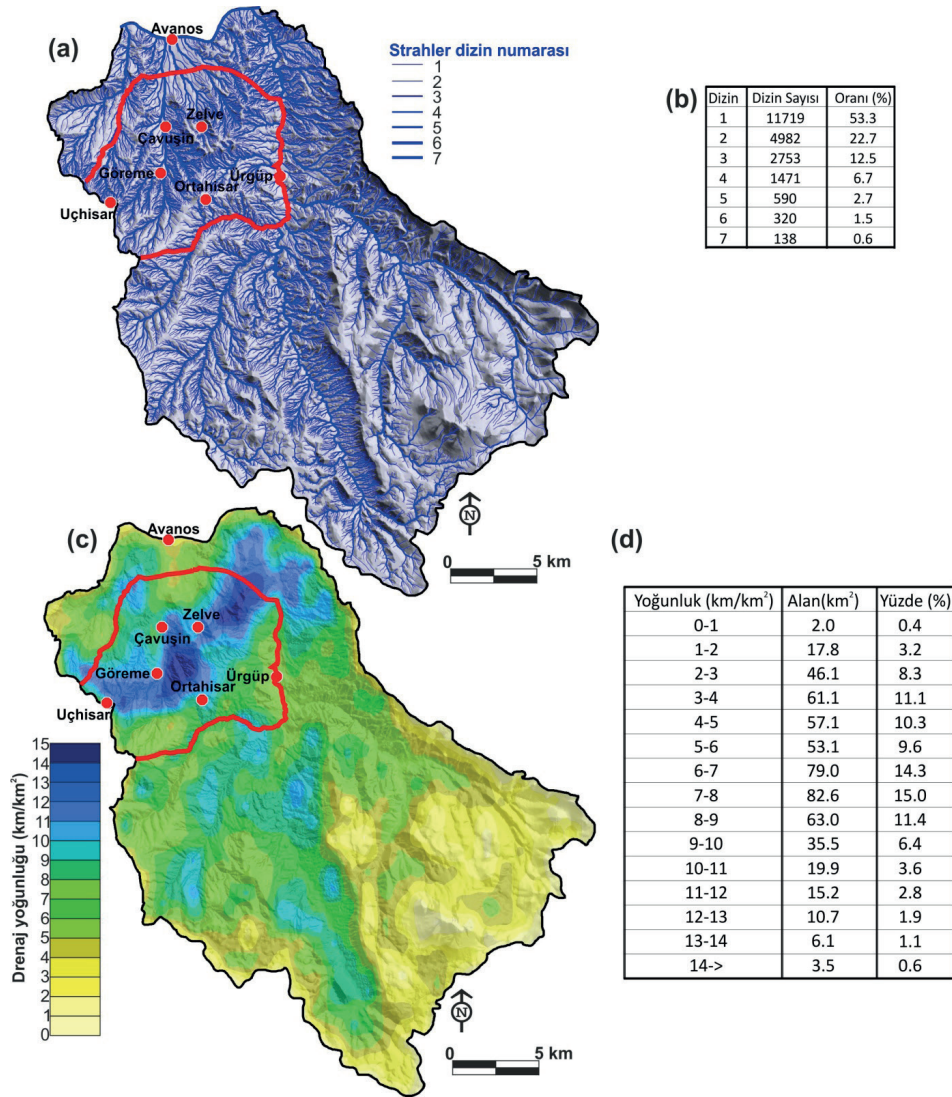 (a)
Avanos
Zelve
Çavuşin
Göreme
Ürgüp
Ortahisar
Uçhisar
Strahler dizin numarası
1
2
3
4
5
6
7
N
0 5 km
(b)
Dizin Dizin Sayısı Oranı (%)
1 11719 53.3
2 4982 22.7
3 2753 12.5
4 1471 6.7
5 590 2.7
6 320 1.5
7 138 0.6
(c)
Avanos
Zelve
Çavuşin
Göreme
Ürgüp
Ortahisar
Uçhisar
Drenaj yoğunluğu (km/km²)
15
14
13
12
11
10
9
8
7
6
5
4
3
2
1
0
N
0 5 km
(d)
Yoğunluk (km/km²) Alan(km²) Yüzde (%)
0-1 2.0 0.4
1-2 17.8 3.2
2-3 46.1 8.3
3-4 61.1 11.1
4-5 57.1 10.3
5-6 53.1 9.6
6-7 79.0 14.3
7-8 82.6 15.0
8-9 63.0 11.4
9-10 35.5 6.4
10-11 19.9 3.6
11-12 15.2 2.8
12-13 10.7 1.9
13-14 6.1 1.1
14-> 3.5 0.6